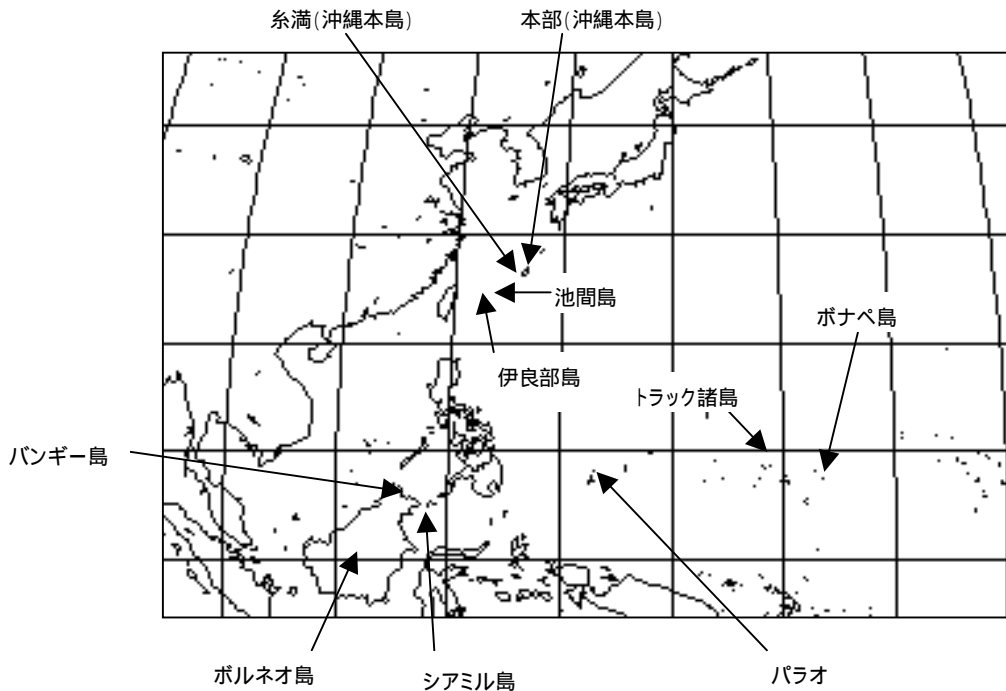 糸満(沖縄本島)
本部(沖縄本島)
池間島
ボナペ島
伊良部島
トラック諸島
バンギー島
ボルネオ島
シアミル島
パラオ